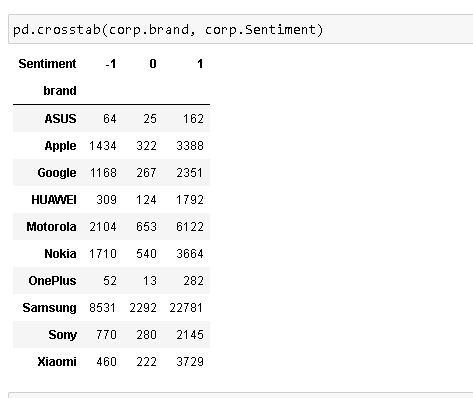 pd.crosstab(corp.brand, corp.Sentiment)
Sentiment -1 0 1
brand
ASUS 64 25 162
Apple 1434 322 3388
Google 1168 267 2351
HUAWEI 309 124 1792
Motorola 2104 653 6122
Nokia 1710 540 3664
OnePlus 52 13 282
Samsung 8531 2292 22781
Sony 770 280 2145
Xiaomi 460 222 3729